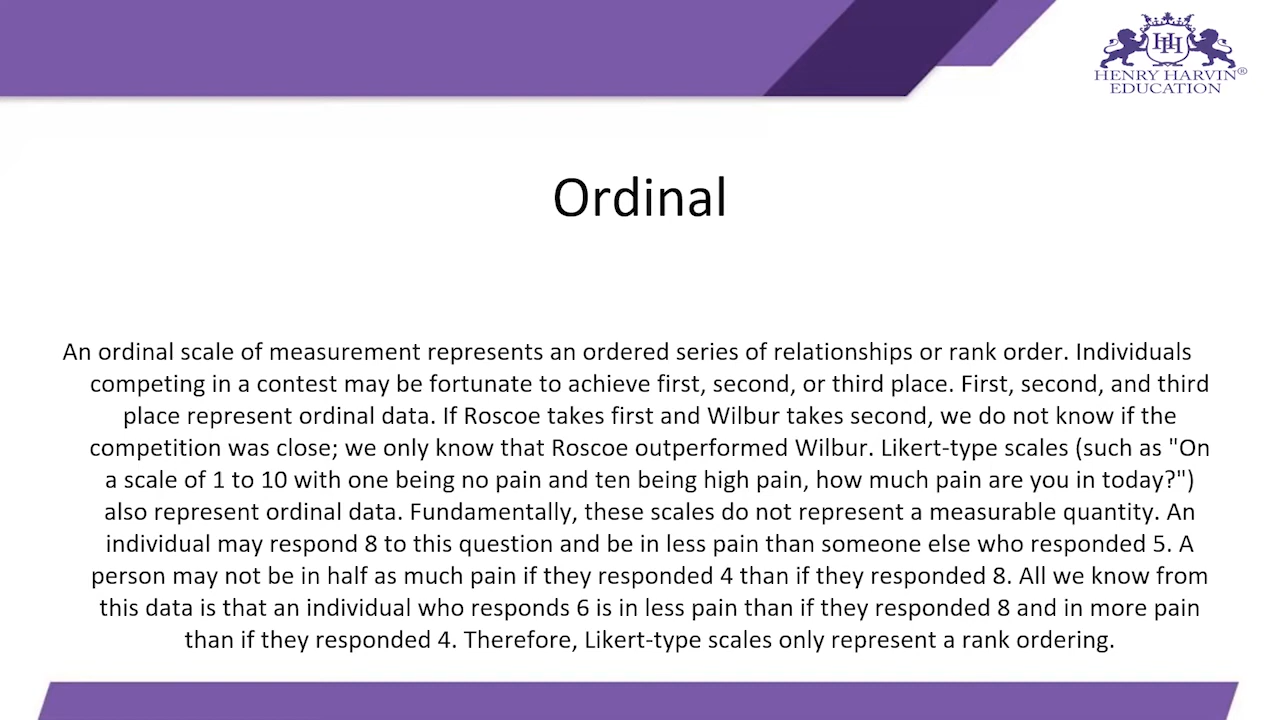 HENRY HARVIN®
EDUCATION
Ordinal
An ordinal scale of measurement represents an ordered series of relationships or rank order. Individuals
competing in a contest may be fortunate to achieve first, second, or third place. First, second, and third
place represent ordinal data. If Roscoe takes first and Wilbur takes second, we do not know if the
competition was close; we only know that Roscoe outperformed Wilbur. Likert-type scales (such as "On
a scale of 1 to 10 with one being no pain and ten being high pain, how much pain are you in today?")
also represent ordinal data. Fundamentally, these scales do not represent a measurable quantity. An
individual may respond 8 to this question and be in less pain than someone else who responded 5. A
person may not be in half as much pain if they responded 4 than if they responded 8. All we know from
this data is that an individual who responds 6 is in less pain than if they responded 8 and in more pain
than if they responded 4. Therefore, Likert-type scales only represent a rank ordering.